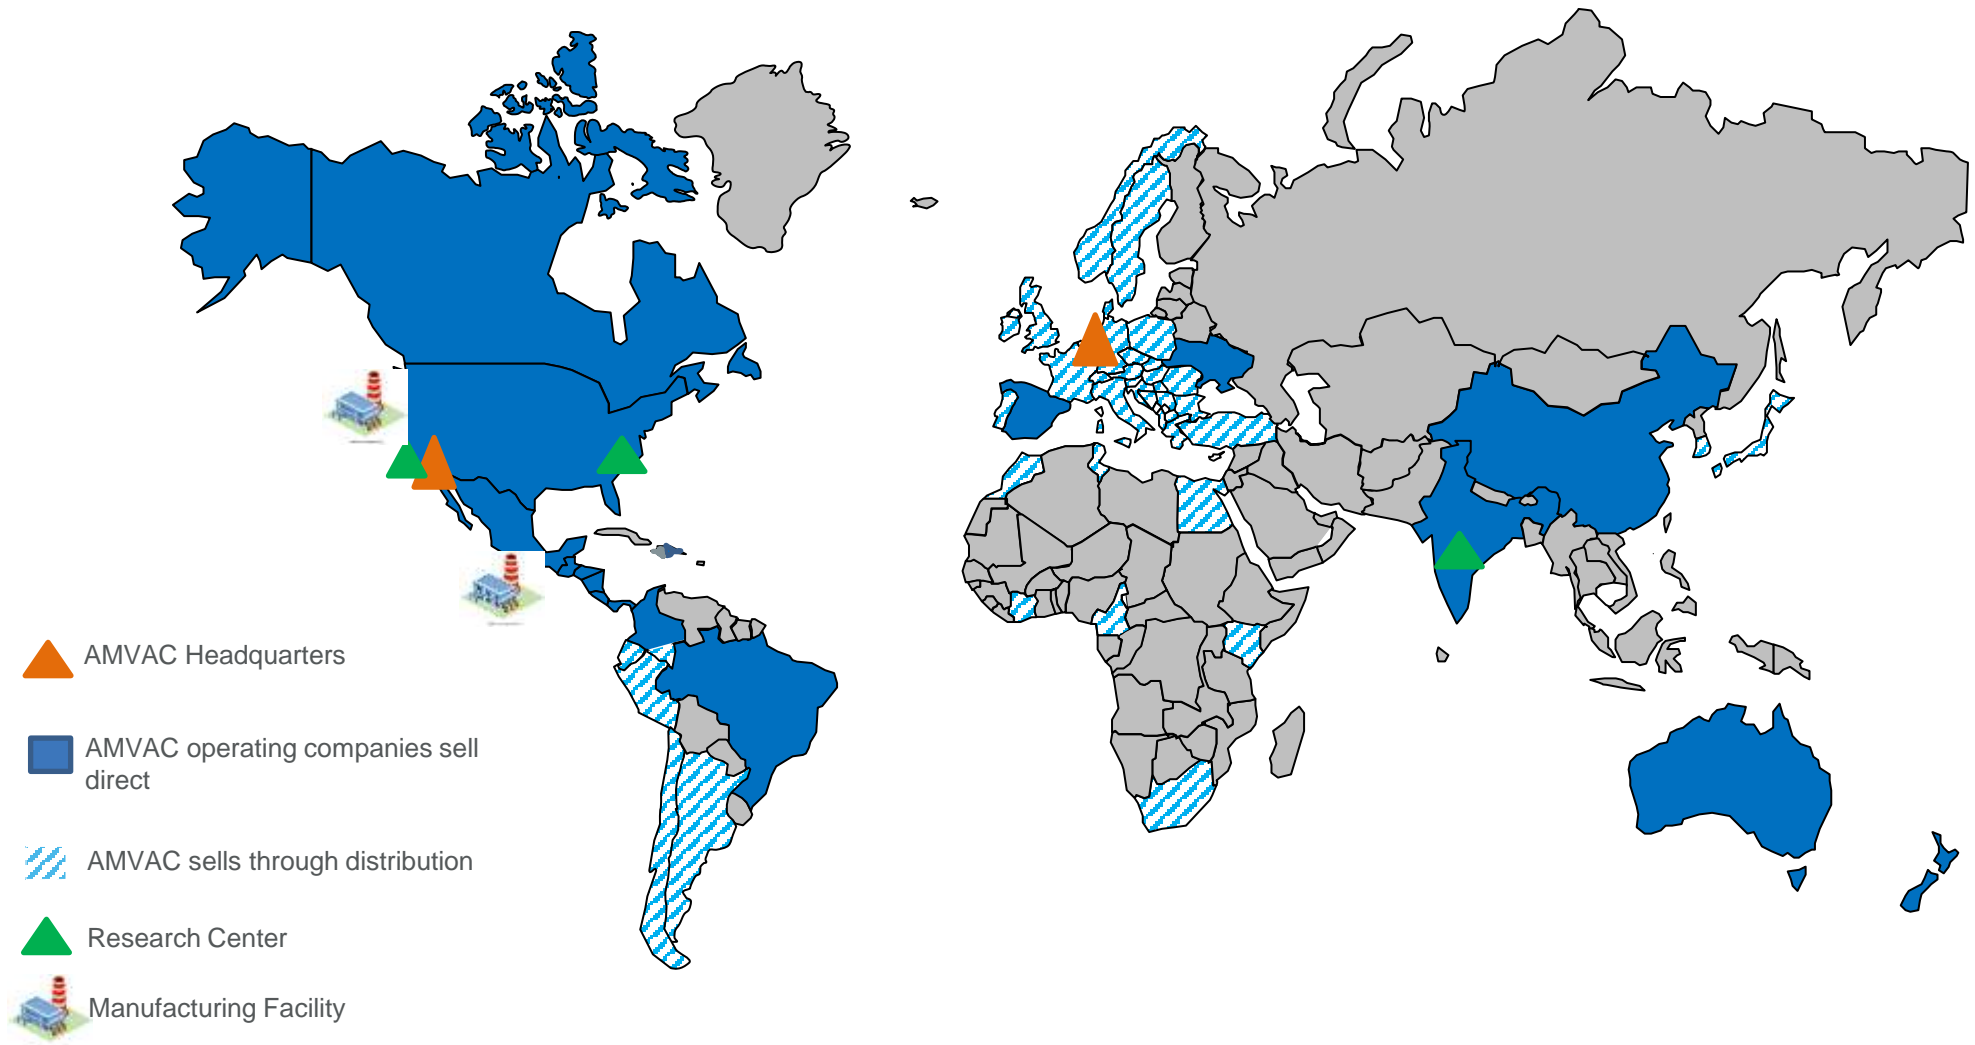 AMVAC Headquarters
AMVAC operating companies sell
direct
AMVAC sells through distribution
Research Center
Manufacturing Facility